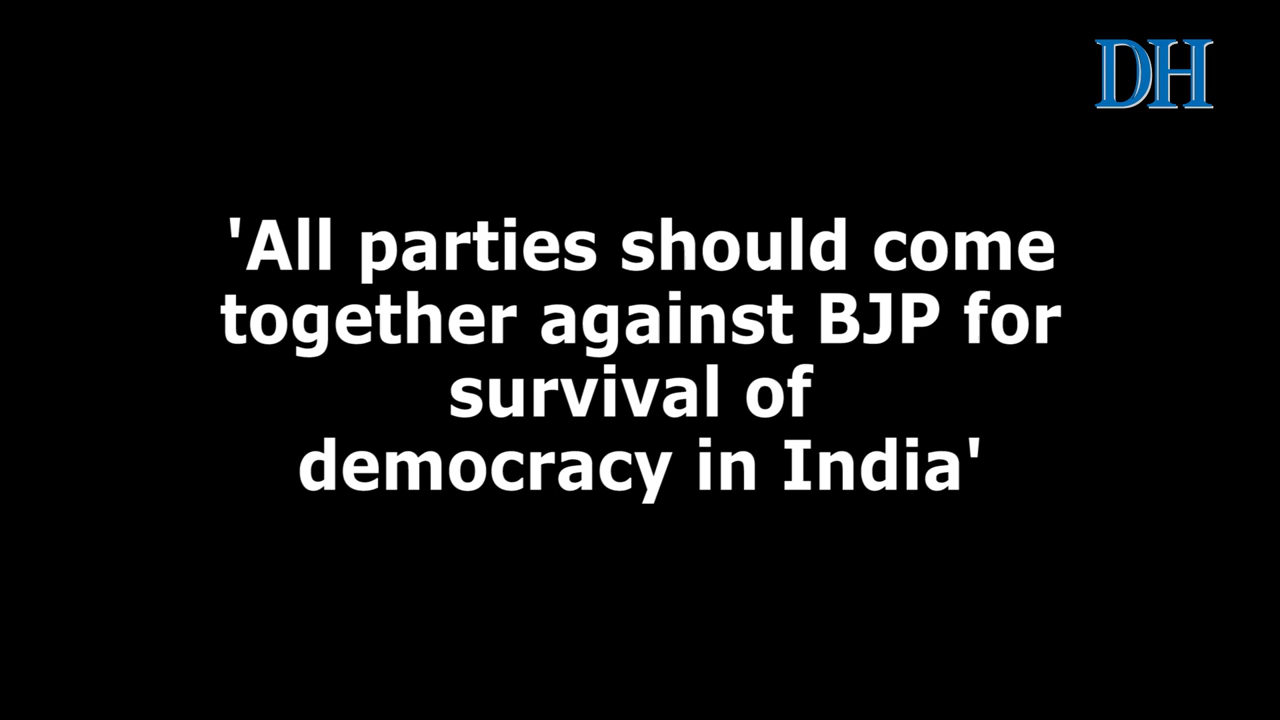 DH
'All parties should come
together against BJP for
survival of
democracy in India'